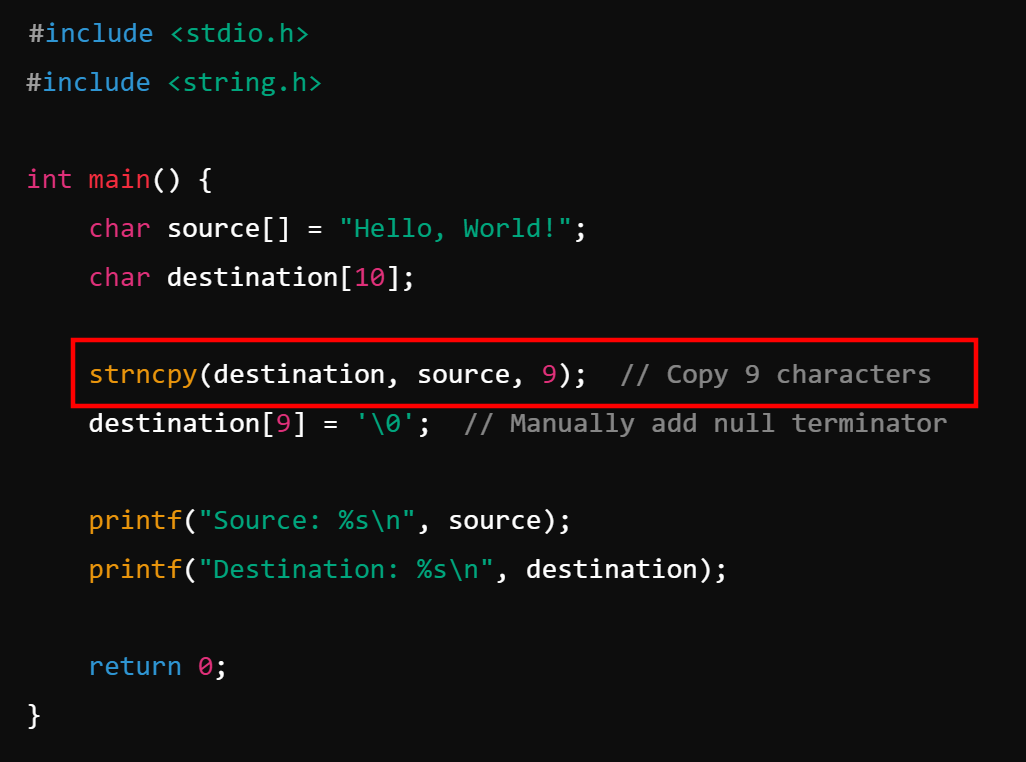 #include <stdio.h>
#include <string.h>
int main() {
    char source[] = "Hello, World!";
    char destination[10];
    strncpy(destination, source, 9);  // Copy 9 characters
    destination[9] = '\0';  // Manually add null terminator
    printf("Source: %s\n", source);
    printf("Destination: %s\n", destination);
    return 0;
}